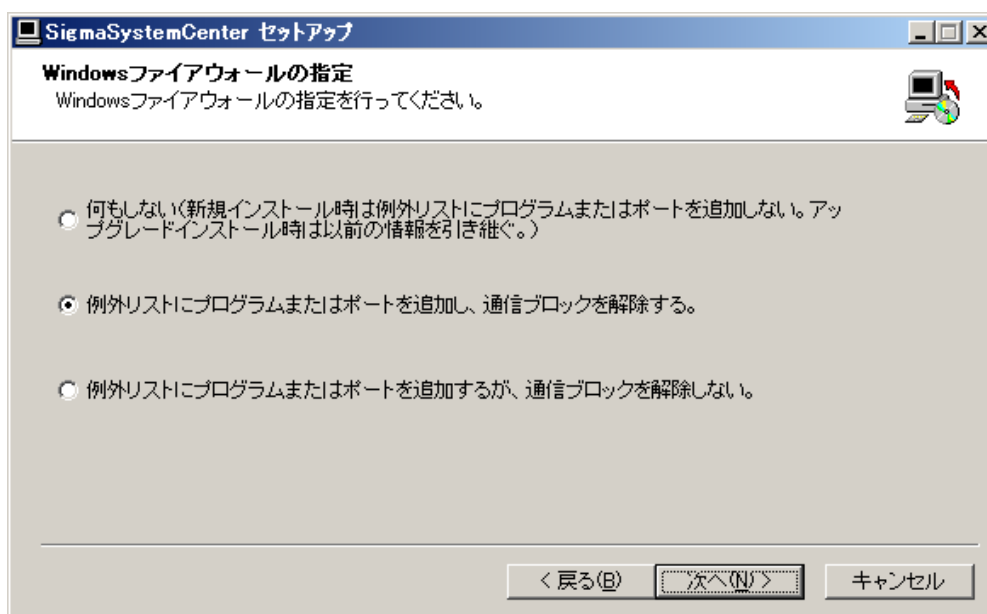 SigmaSystemCenter セットアップ
Windowsファイアウォールの指定
Windowsファイアウォールの指定を行ってください。
何もしない(新規インストール時は例外リストにプログラムまたはポートを追加しない。アッ
プグレードインストール時は以前の情報を引き継ぐ。)
例外リストにプログラムまたはポートを追加し、通信ブロックを解除する。
例外リストにプログラムまたはポートを追加するが、通信ブロックを解除しない。
< 戻る(B)
次へ(N) >
キャンセル